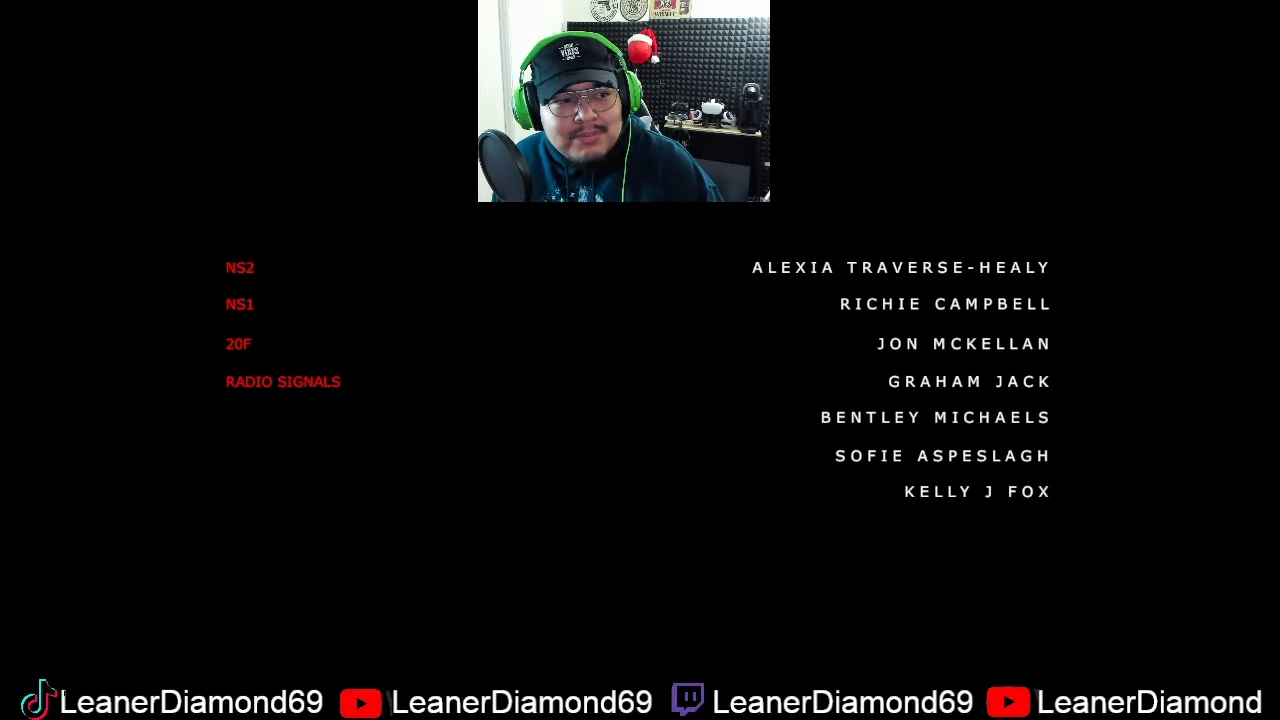 NS2 ALEXIA TRAVERSE-HEALY
NS1 RICHIE CAMPBELL
20F JON MCKELLAN
RADIO SIGNALS GRAHAM JACK
BENTLEY MICHAELS
SOFIE ASPESLAGH
KELLY J FOX
LeanerDiamond69 LeanerDiamond69 LeanerDiamond69 LeanerDiamond